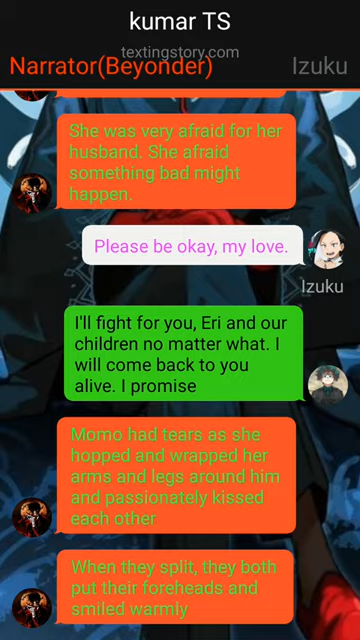 kumar TS
textingstory.com
Narrator(Beyonder)
Izuku
She was very afraid for her
husband. She afraid
something bad might
happen.
Please be okay, my love.
Izuku
I'll fight for you, Eri and our
children no matter what. I
will come back to you
alive. I promise
Momo had tears as she
hopped and wrapped her
arms and legs around him
and passionately kissed
each other
When they split, they both
put their foreheads and
smiled warmly